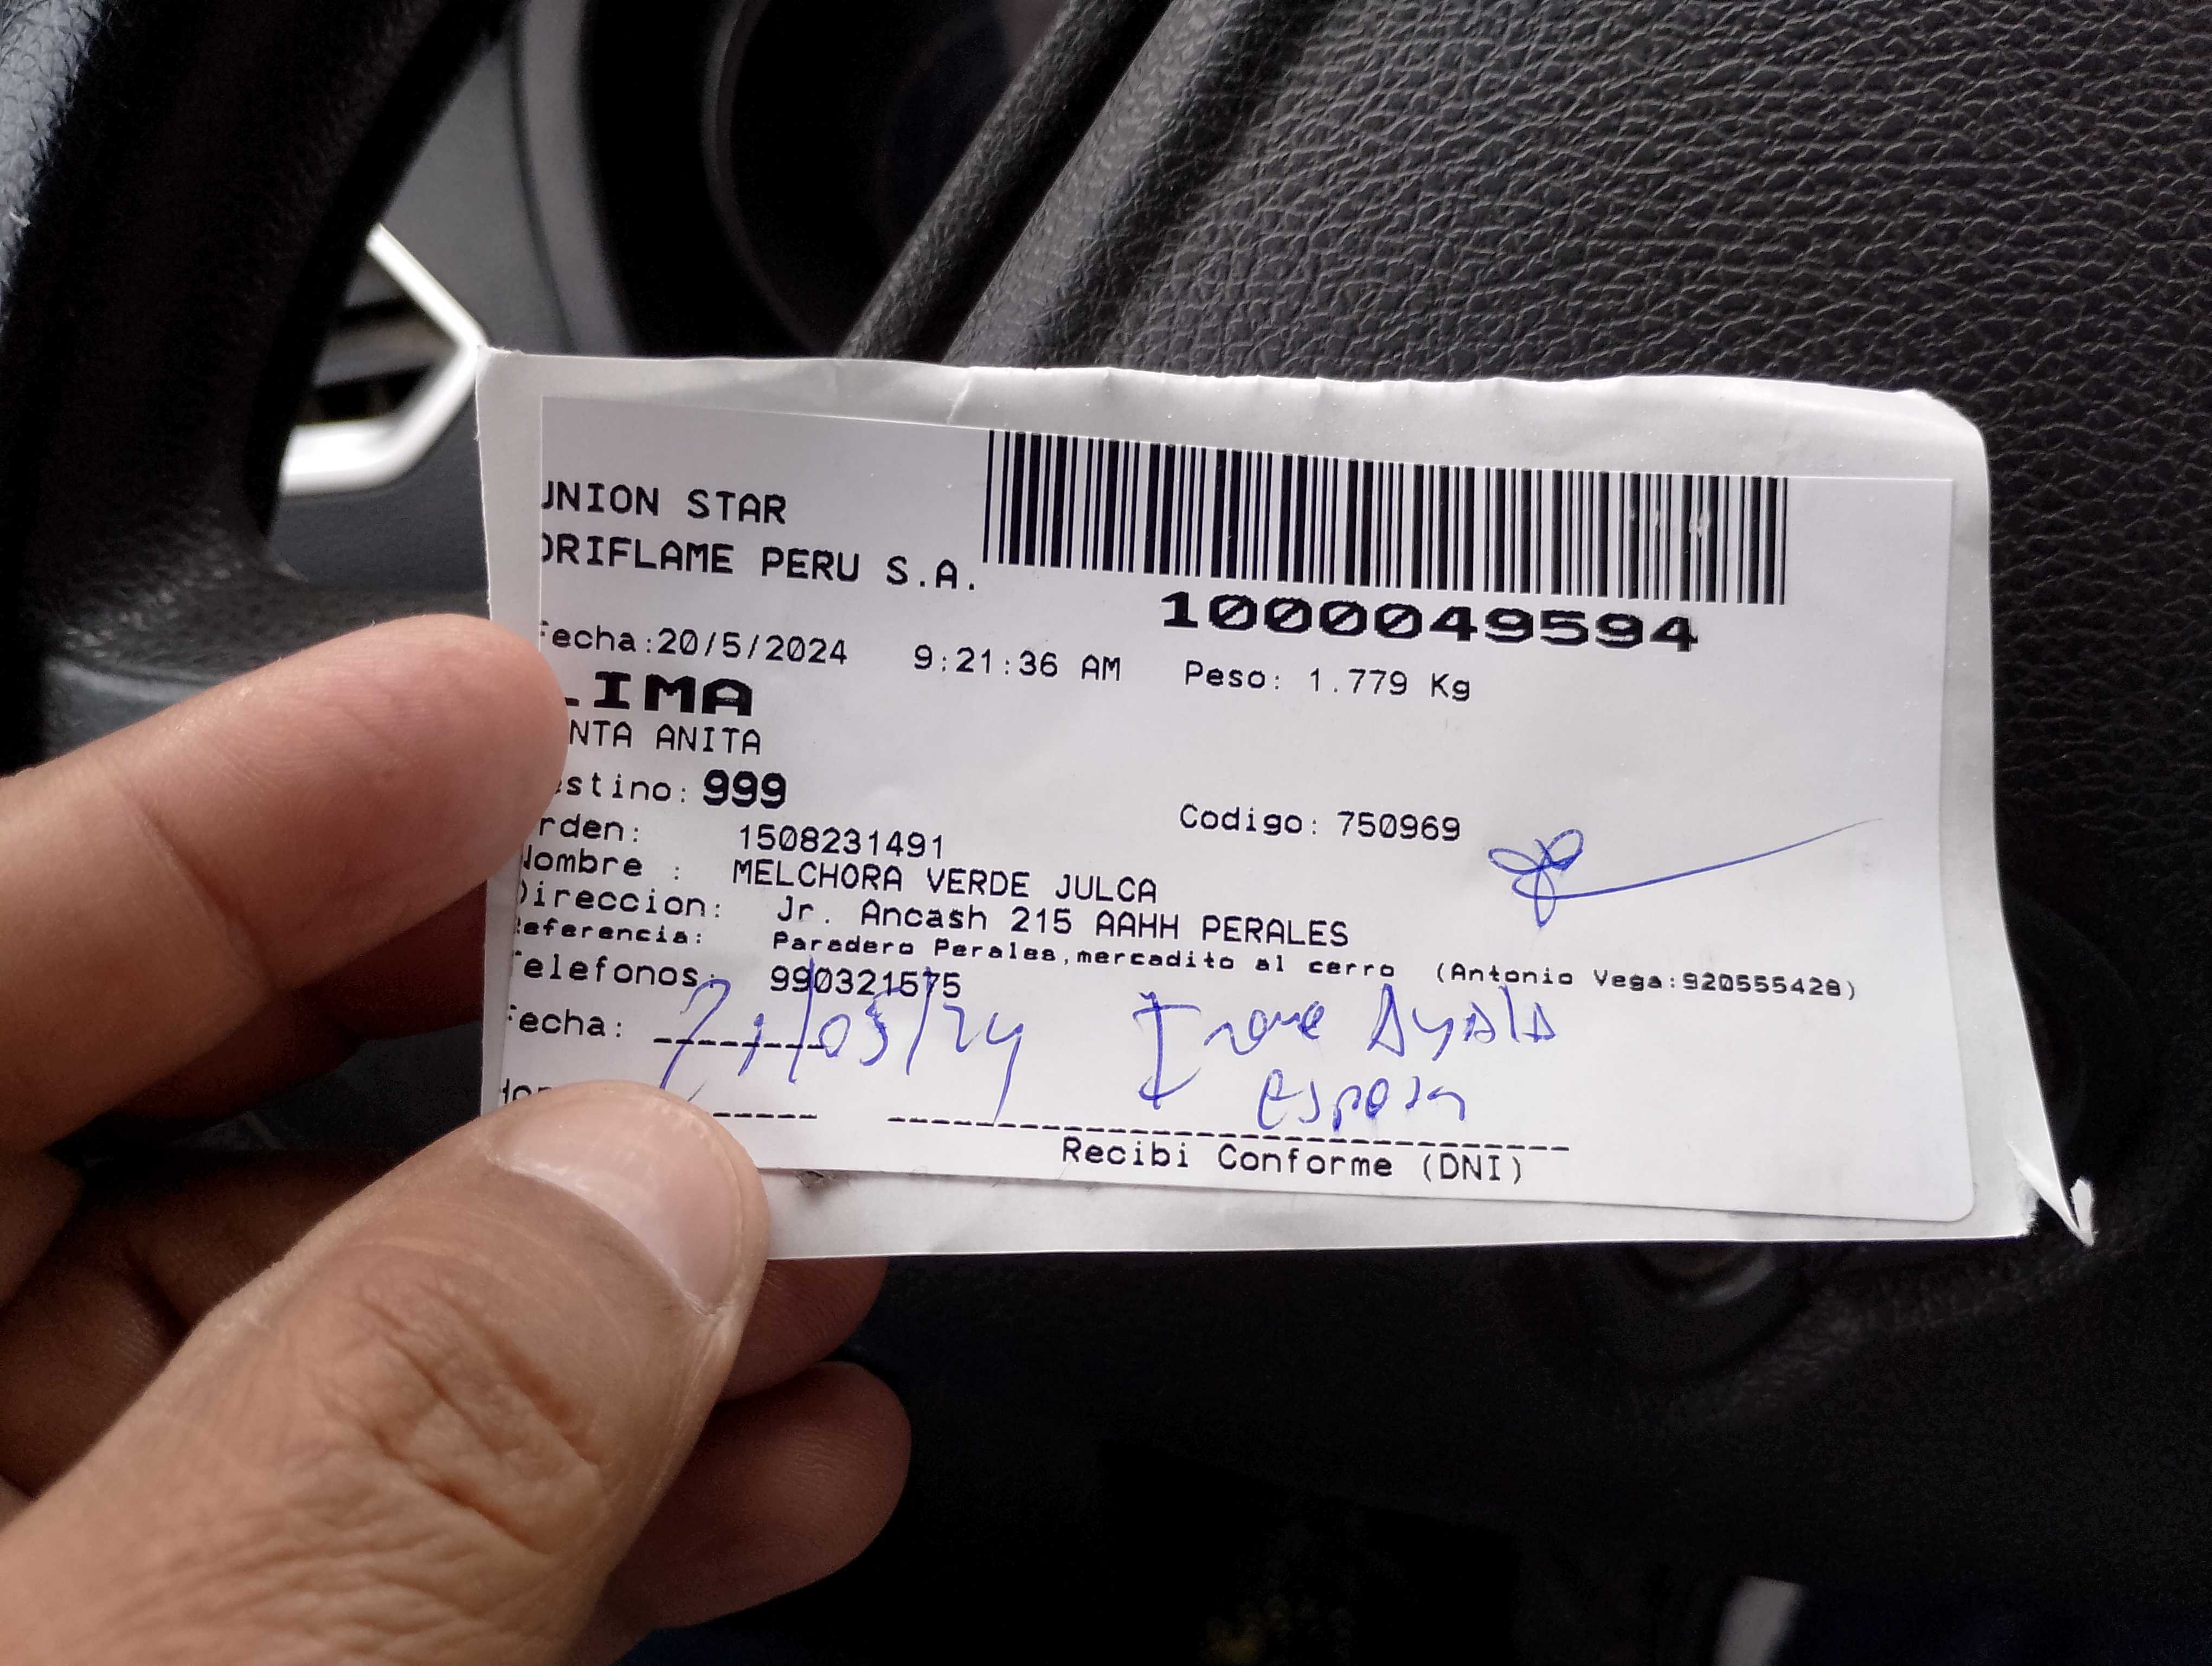 UNION STAR
ORIFLAME PERU S.A.
1000049594
Fecha:20/5/2024 9:21:36 AM Peso: 1.779 Kg
LIMA
NTA ANITA
estino: 999
Codigo: 750969
rden: 1508231491
Nombre : MELCHORA VERDE JULCA
Direccion: Jr. Ancash 215 AAHH PERALES
Referencia: Paradero Perales,mercadito al cerro (Antonio Vega:920555428)
Telefonos: 990321575
Fecha: 21/05/24 Ayala
Recibi Conforme (DNI)